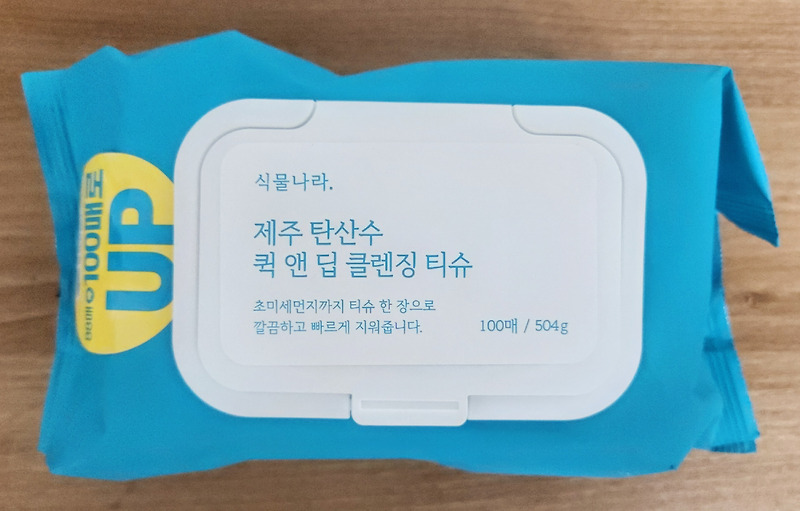 식물나라.
제주 탄산수
퀵 앤 딥 클렌징 티슈
초미세먼지까지 티슈 한 장으로
깔끔하고 빠르게 지워줍니다.
100매 / 504g
UP